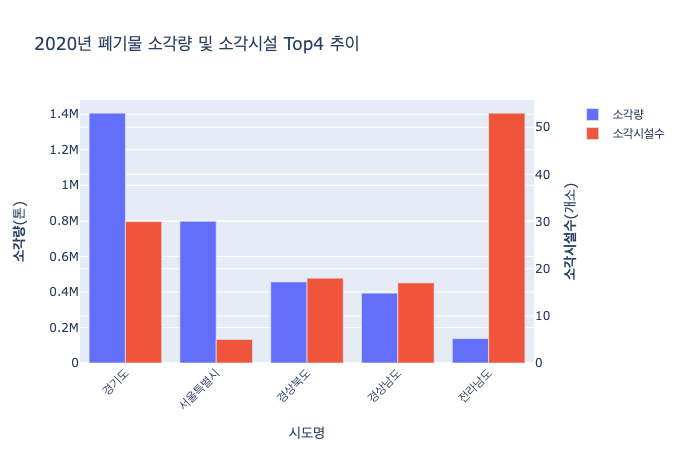 2020년 폐기물 소각량 및 소각시설 Top4 추이
소각량
소각시설수
1.4M
1.2M
1M
0.8M
0.6M
0.4M
0.2M
0
소각량(톤)
50
40
30
20
10
0
소각시설수(개소)
경기도
서울특별시
경상북도
경상남도
전라남도
시도명